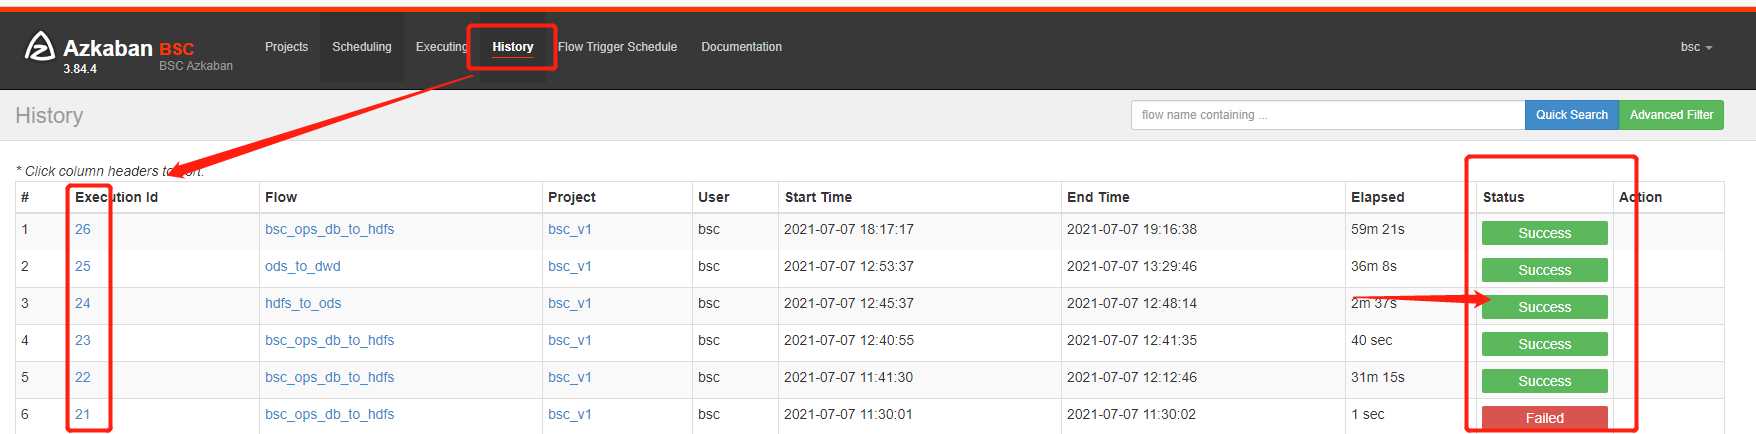 Azkaban BSC
3.84.4 BSC Azkaban
Projects Scheduling Executing History Flow Trigger Schedule Documentation bsc
History flow name containing ... Quick Search Advanced Filter
* Click column headers to sort.
# Execution Id Flow Project User Start Time End Time Elapsed Status Action
1 26 bsc_ops_db_to_hdfs bsc_v1 bsc 2021-07-07 18:17:17 2021-07-07 19:16:38 59m 21s Success
2 25 ods_to_dwd bsc_v1 bsc 2021-07-07 12:53:37 2021-07-07 13:29:46 36m 8s Success
3 24 hdfs_to_ods bsc_v1 bsc 2021-07-07 12:45:37 2021-07-07 12:48:14 2m 37s Success
4 23 bsc_ops_db_to_hdfs bsc_v1 bsc 2021-07-07 12:40:55 2021-07-07 12:41:35 40 sec Success
5 22 bsc_ops_db_to_hdfs bsc_v1 bsc 2021-07-07 11:41:30 2021-07-07 12:12:46 31m 15s Success
6 21 bsc_ops_db_to_hdfs bsc_v1 bsc 2021-07-07 11:30:01 2021-07-07 11:30:02 1 sec Failed